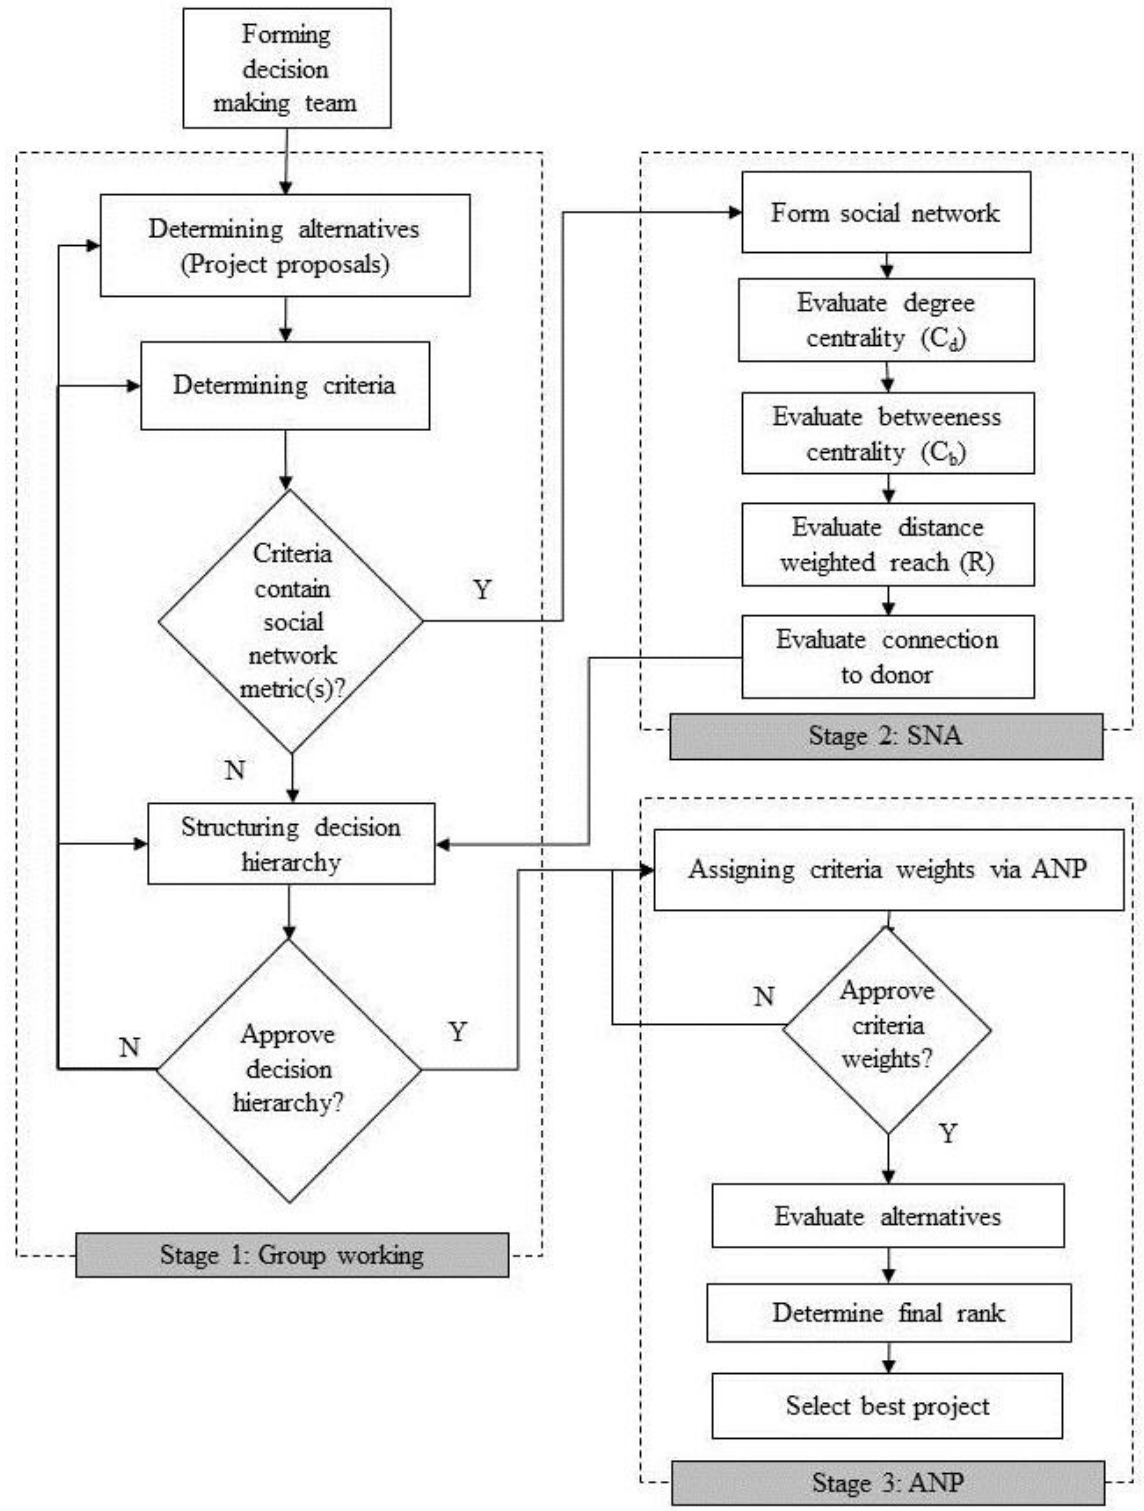 Forming
decision
making team
Determining alternatives
(Project proposals)
Determining criteria
Criteria
contain
social
network
metric(s)?
Y
N
Structuring decision
hierarchy
Approve
decision
hierarchy?
N
Y
Stage 1: Group working
Form social network
Evaluate degree
centrality (Cd)
Evaluate betweeness
centrality (Cb)
Evaluate distance
weighted reach (R)
Evaluate connection
to donor
Stage 2: SNA
Assigning criteria weights via ANP
Approve
criteria
weights?
N
Y
Evaluate alternatives
Determine final rank
Select best project
Stage 3: ANP